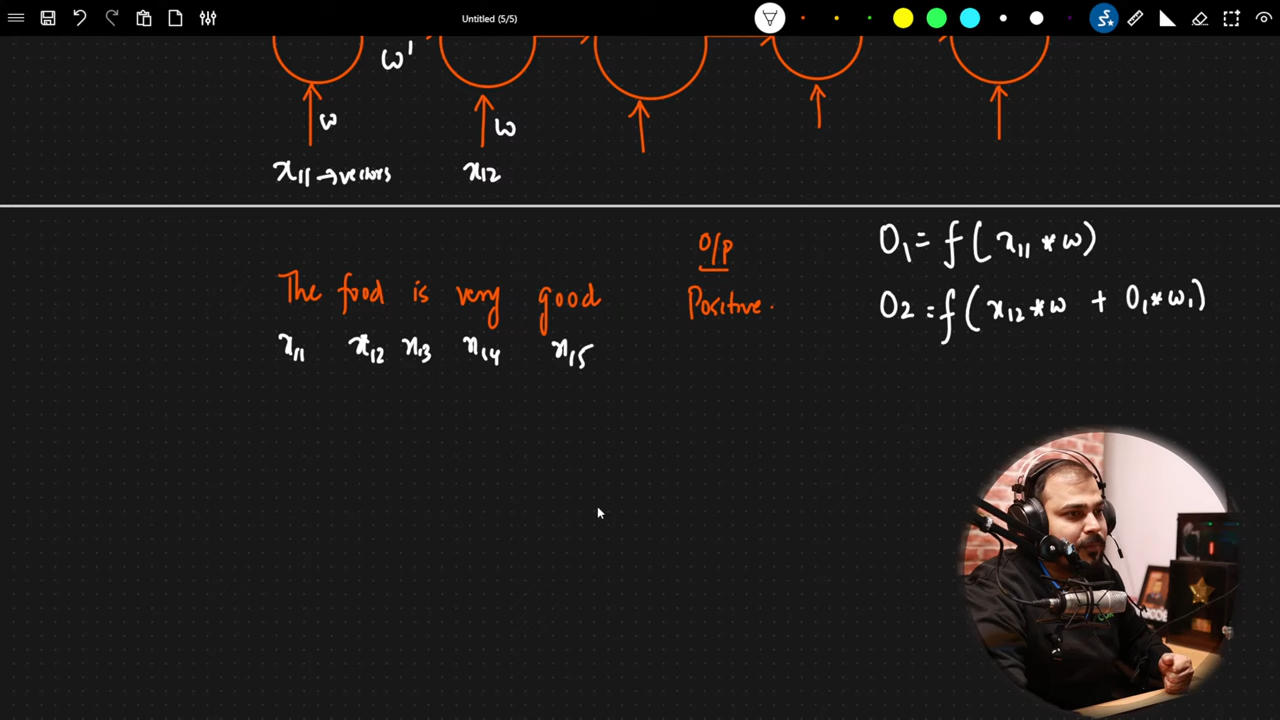 Untitled (5/5)
w'
w
w
x11 → vectors
x12
O/P
O1 = f(x11 * w)
The food is very good
Positive.
O2 = f(x12 * w + O1 * w1)
x11 x12 x13 x14 x15